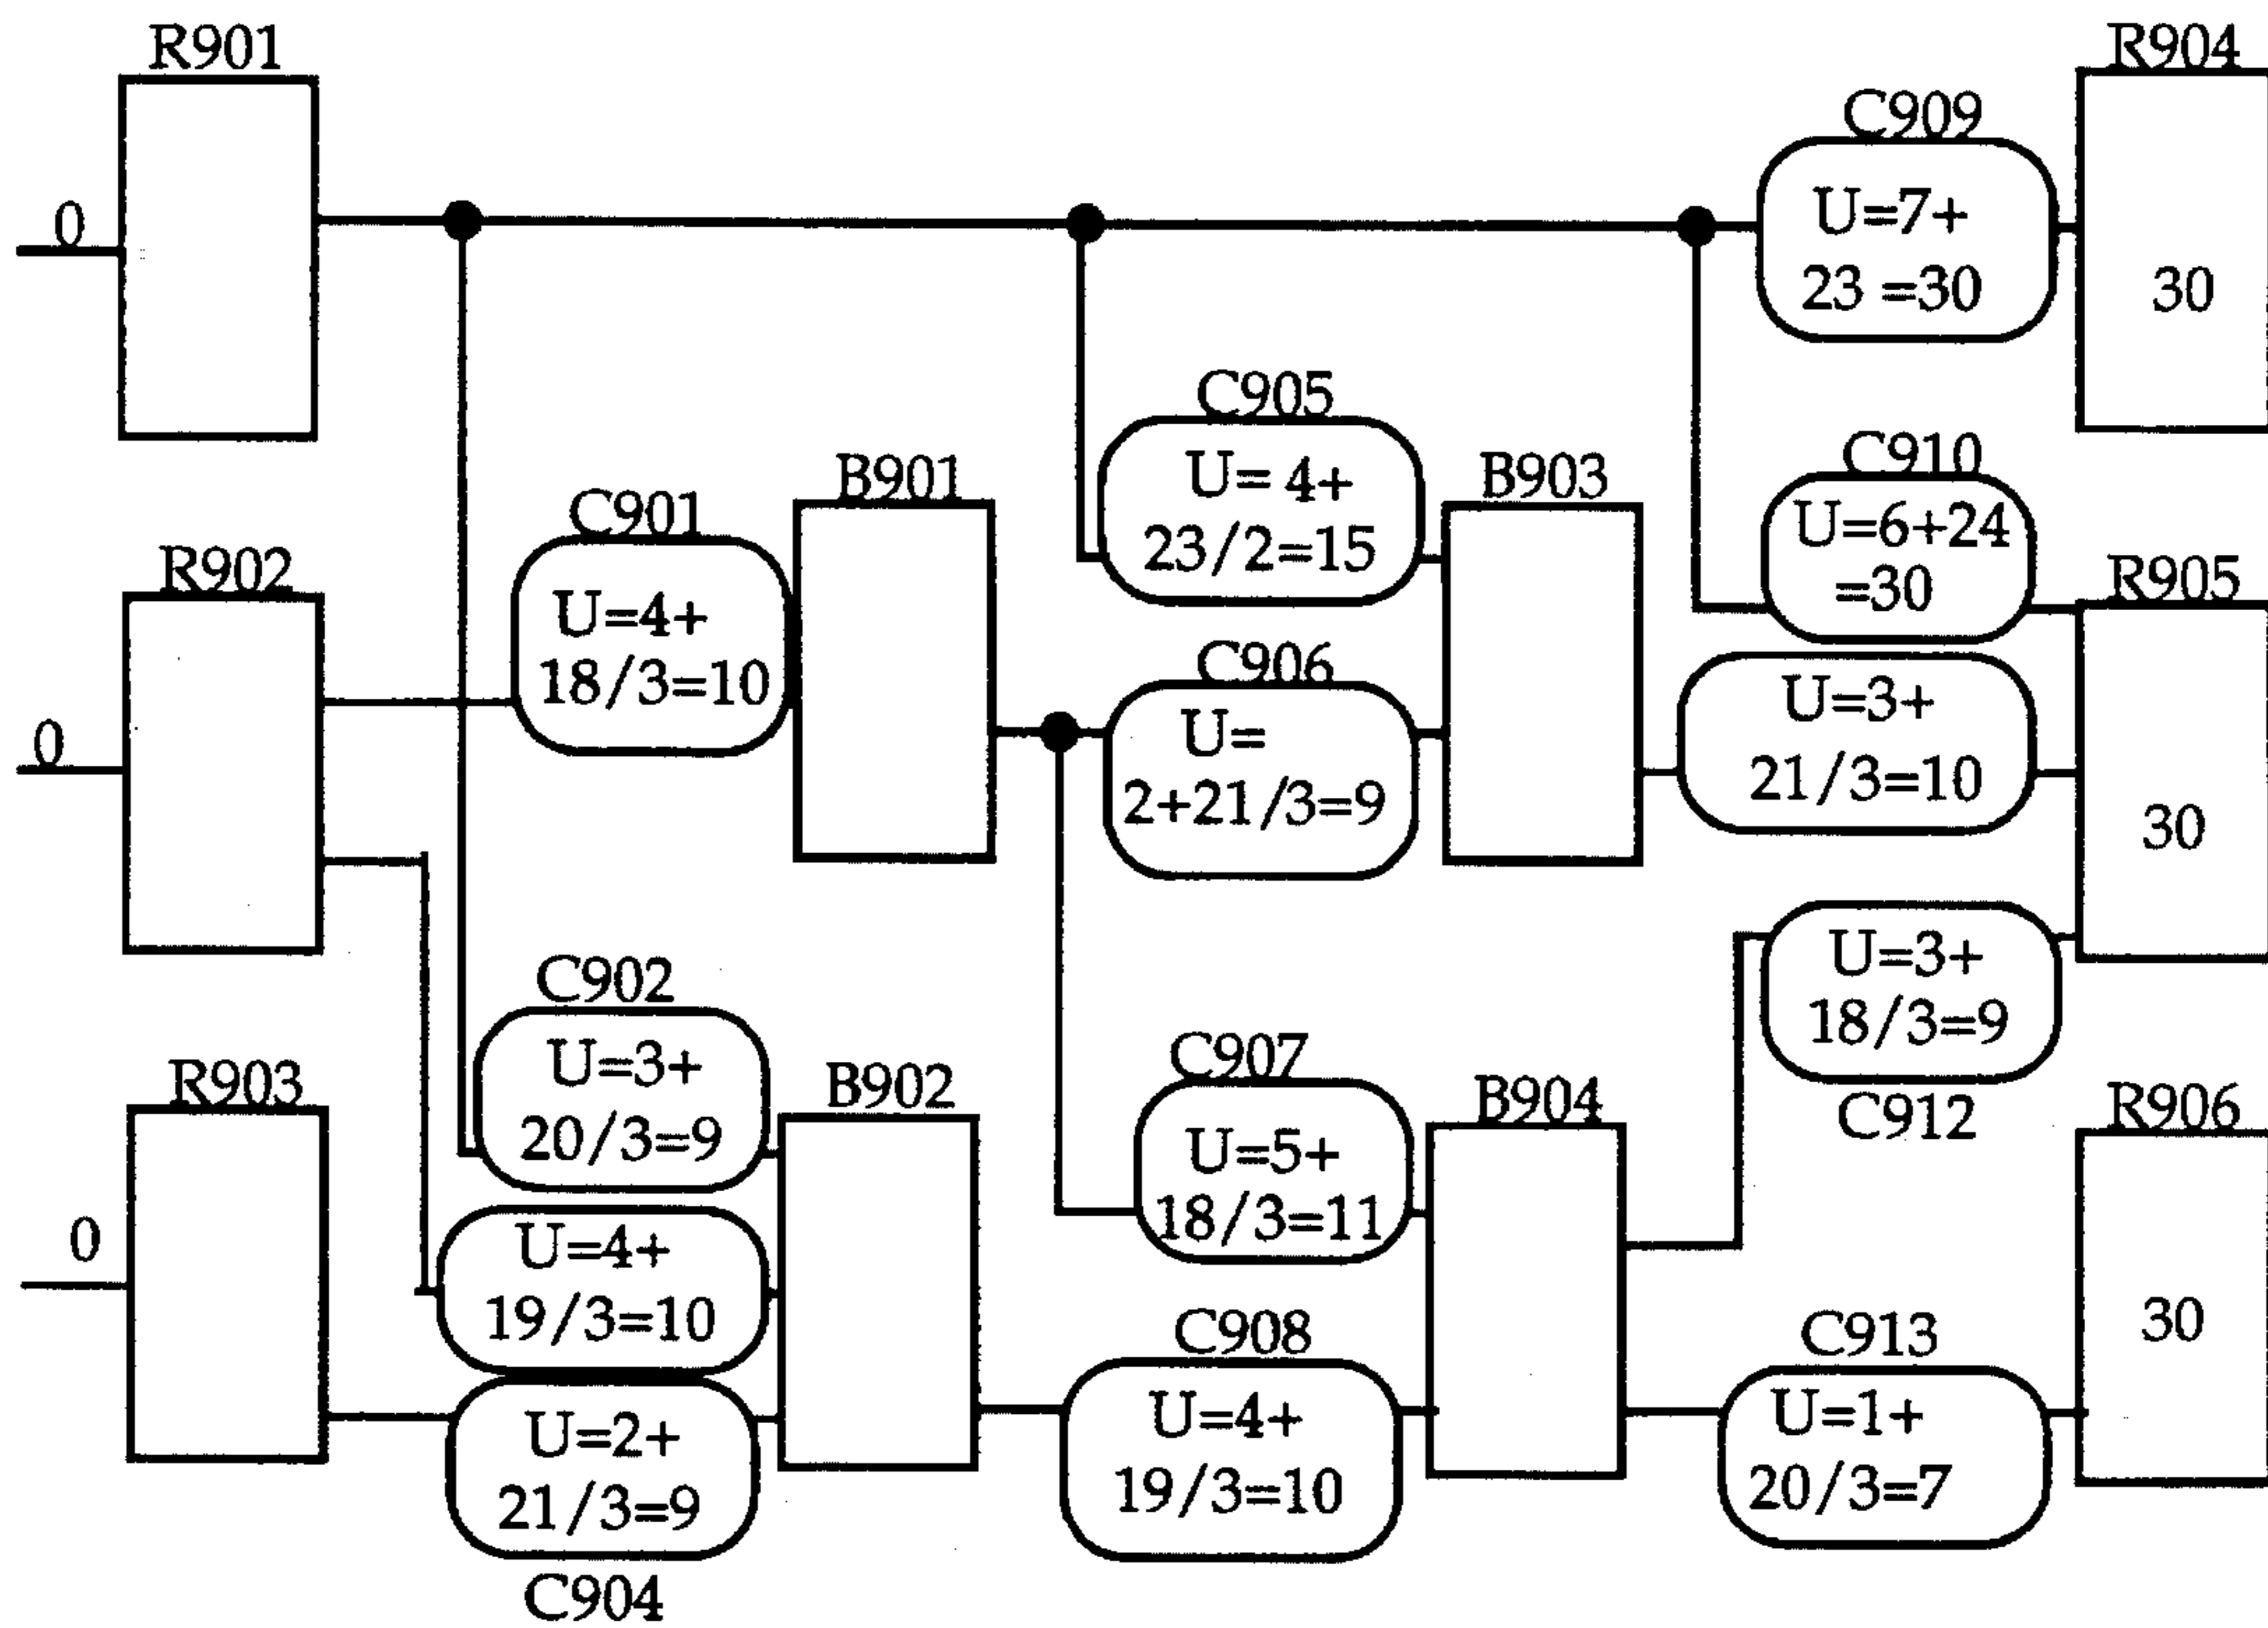 R901
0
R904
C909
U=7+
23 =30
30
C905
U= 4+
23/2=15
C910
U=6+24
=30
R902
0
C901
U=4+
18/3=10
B901
B903
C906
U=
2+21/3=9
R905
30
U=3+
21/3=10
C902
U=3+
20/3=9
U=3+
18/3=9
C912
R903
0
B902
C907
U=5+
18/3=11
B904
R906
30
U=4+
19/3=10
U=2+
21/3=9
C904
C908
U=4+
19/3=10
C913
U=1+
20/3=7